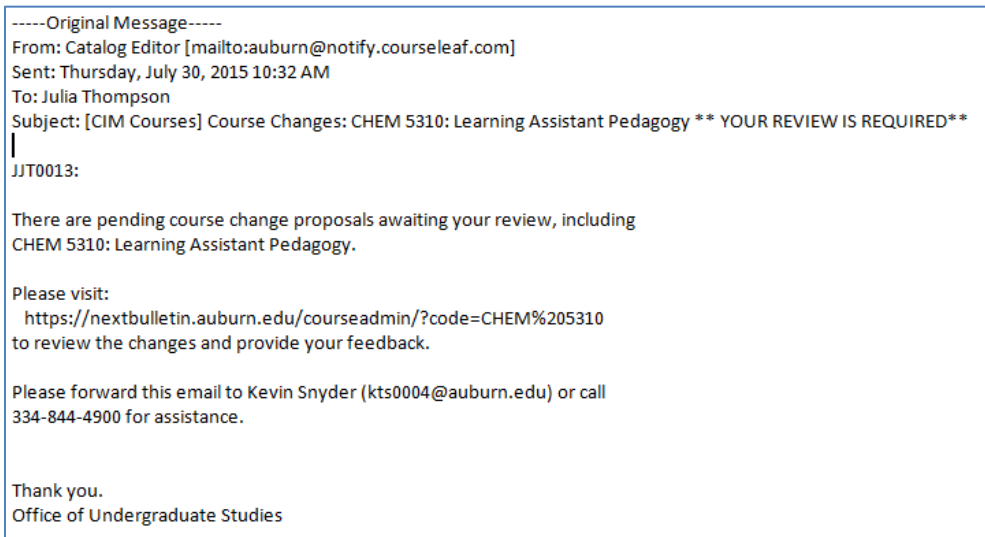 -----Original Message-----
From: Catalog Editor [mailto:auburn@notify.courseleaf.com]
Sent: Thursday, July 30, 2015 10:32 AM
To: Julia Thompson
Subject: [CIM Courses] Course Changes: CHEM 5310: Learning Assistant Pedagogy ** YOUR REVIEW IS REQUIRED**
JJT0013:
There are pending course change proposals awaiting your review, including
CHEM 5310: Learning Assistant Pedagogy.
Please visit:
https://nextbulletin.auburn.edu/courseadmin/?code=CHEM%205310
to review the changes and provide your feedback.
Please forward this email to Kevin Snyder (kts0004@auburn.edu) or call
334-844-4900 for assistance.
Thank you.
Office of Undergraduate Studies